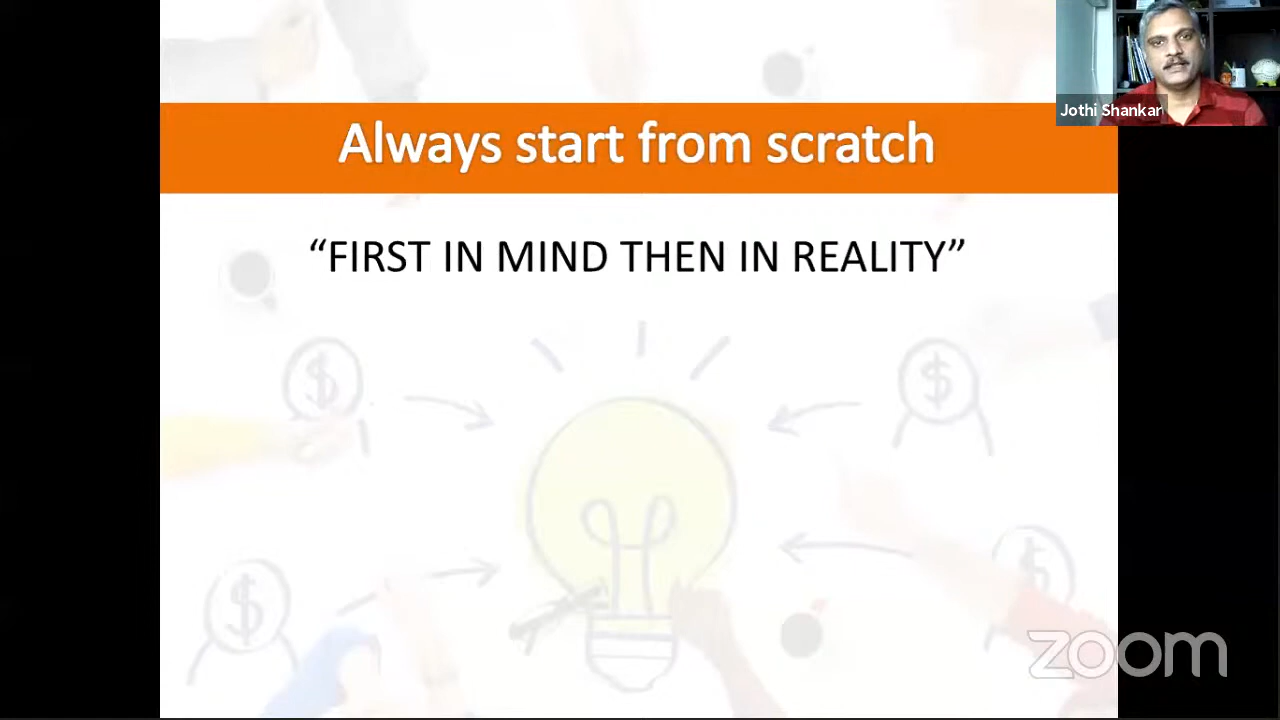 Always start from scratch
“FIRST IN MIND THEN IN REALITY”
Jothi Shankar
$
$
$
$
zoom